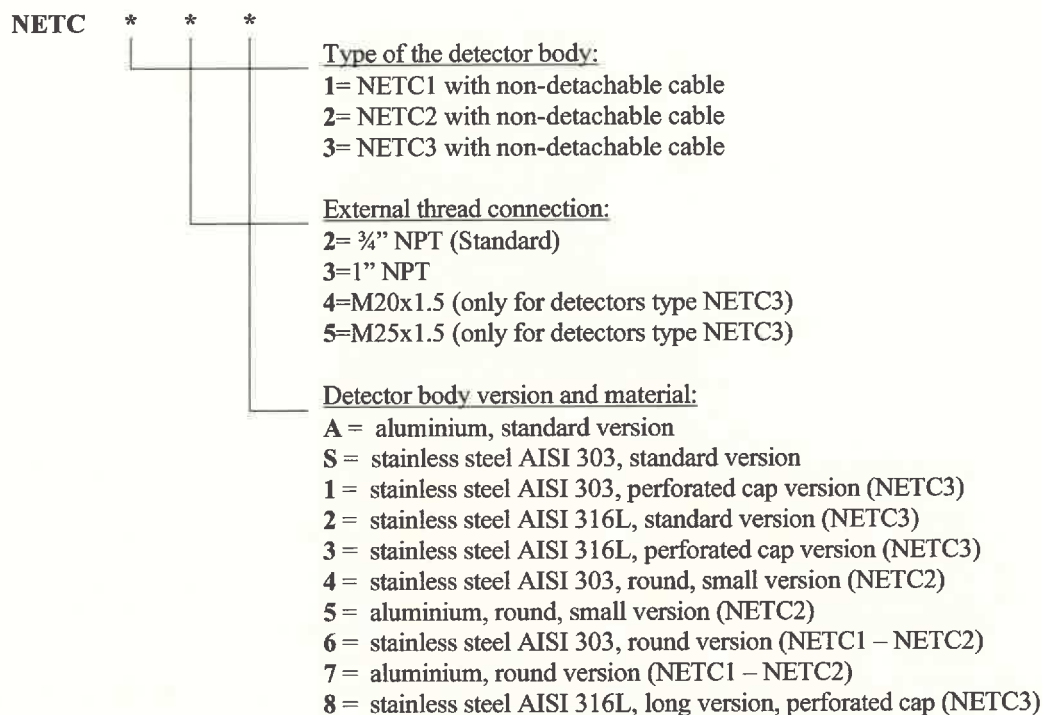 NETC * * *
Type of the detector body:
1= NETC1 with non-detachable cable
2= NETC2 with non-detachable cable
3= NETC3 with non-detachable cable
External thread connection:
2= ¾” NPT (Standard)
3=1” NPT
4=M20x1.5 (only for detectors type NETC3)
5=M25x1.5 (only for detectors type NETC3)
Detector body version and material:
A = aluminium, standard version
S = stainless steel AISI 303, standard version
1 = stainless steel AISI 303, perforated cap version (NETC3)
2 = stainless steel AISI 316L, standard version (NETC3)
3 = stainless steel AISI 316L, perforated cap version (NETC3)
4 = stainless steel AISI 303, round, small version (NETC2)
5 = aluminium, round, small version (NETC2)
6 = stainless steel AISI 303, round version (NETC1 – NETC2)
7 = aluminium, round version (NETC1 – NETC2)
8 = stainless steel AISI 316L, long version, perforated cap (NETC3)